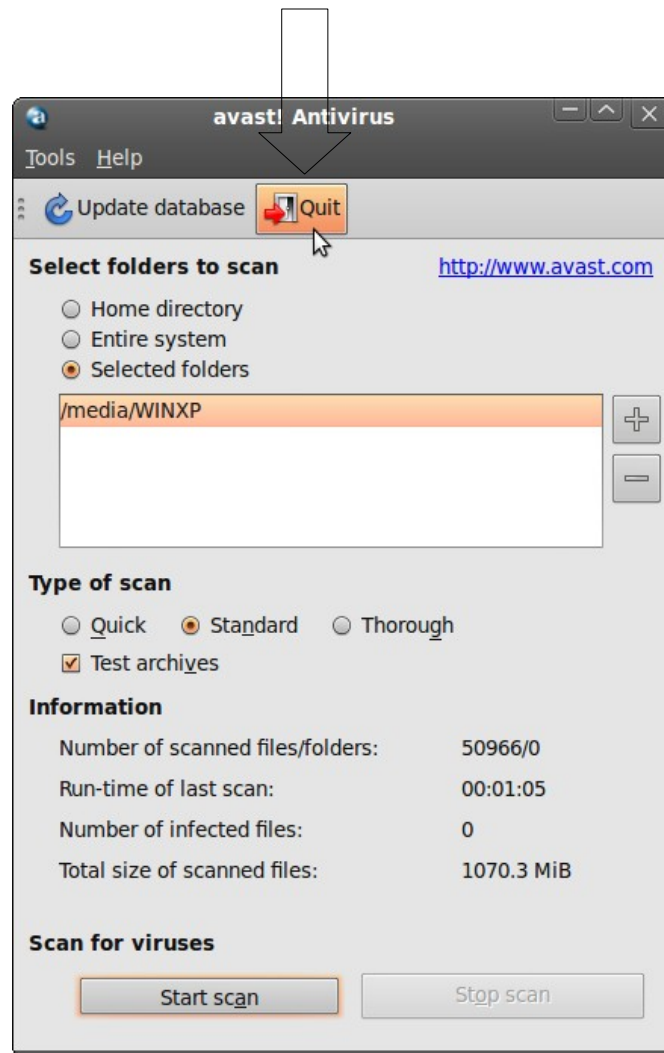 avast! Antivirus
Tools Help
Update database Quit
Select folders to scan http://www.avast.com
Home directory
Entire system
Selected folders
/media/WINXP
Type of scan
Quick Standard Thorough
Test archives
Information
Number of scanned files/folders: 50966/0
Run-time of last scan: 00:01:05
Number of infected files: 0
Total size of scanned files: 1070.3 MiB
Scan for viruses
Start scan Stop scan